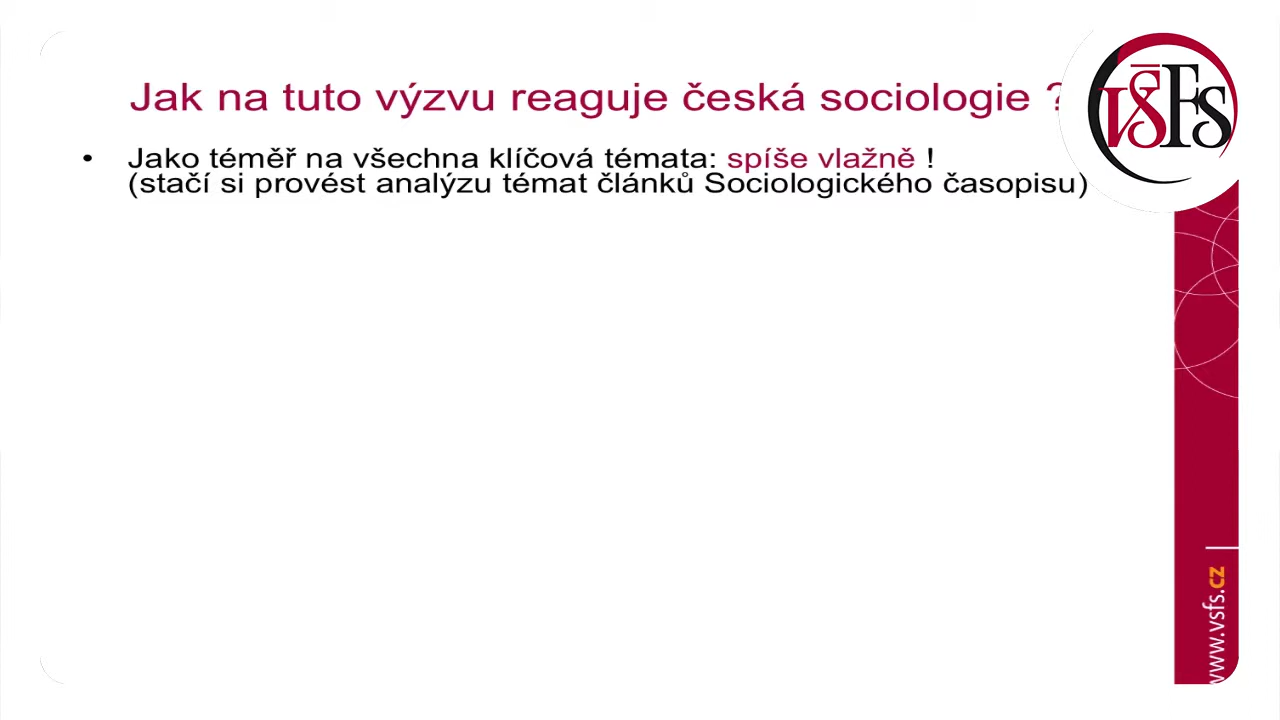 Jak na tuto výzvu reaguje česká sociologie ?
• Jako téměř na všechna klíčová témata: spíše vlažně !
(stačí si provést analýzu témat článků Sociologického časopisu)
VŠFS
www.vsfs.cz